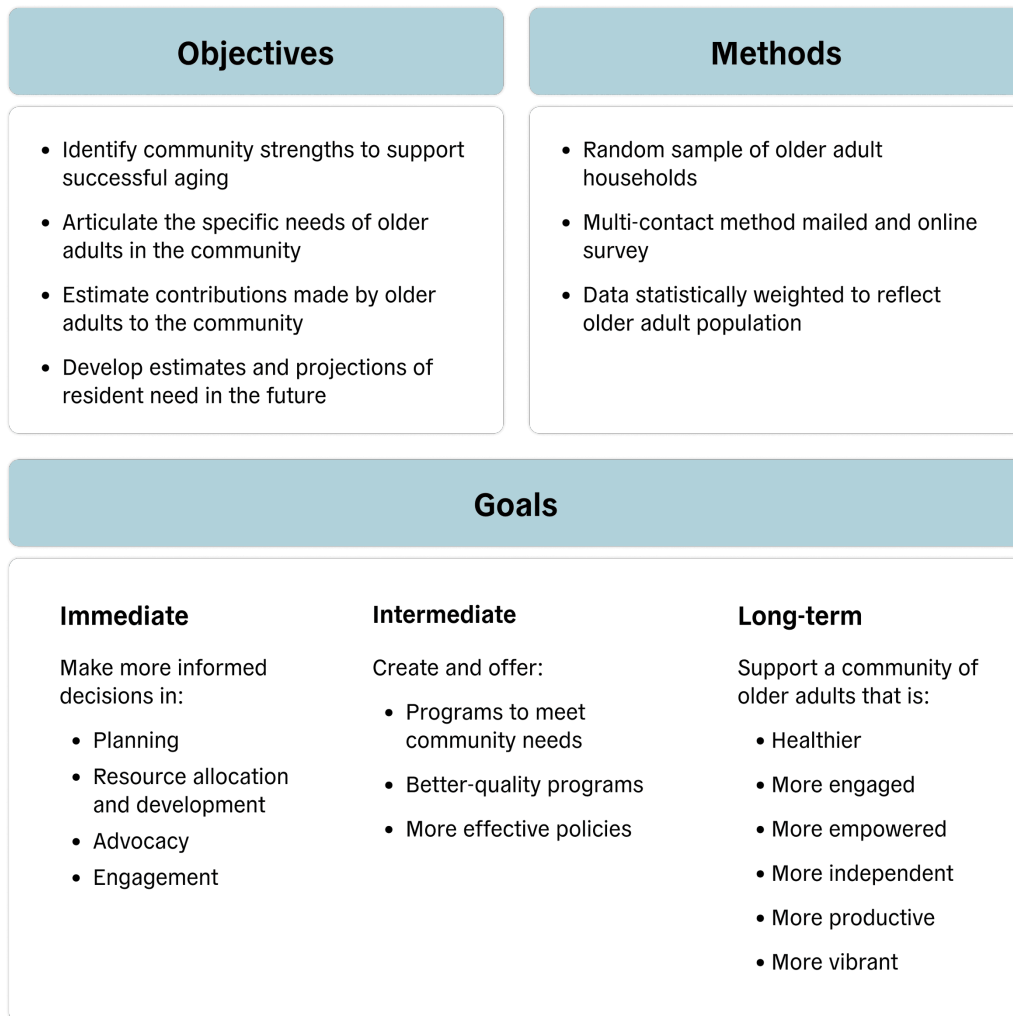 Objectives
• Identify community strengths to support
successful aging
• Articulate the specific needs of older
adults in the community
• Estimate contributions made by older
adults to the community
• Develop estimates and projections of
resident need in the future
Methods
• Random sample of older adult
households
• Multi-contact method mailed and online
survey
• Data statistically weighted to reflect
older adult population
Goals
Immediate
Make more informed
decisions in:
• Planning
• Resource allocation
and development
• Advocacy
• Engagement
Intermediate
Create and offer:
• Programs to meet
community needs
• Better-quality programs
• More effective policies
Long-term
Support a community of
older adults that is:
• Healthier
• More engaged
• More empowered
• More independent
• More productive
• More vibrant